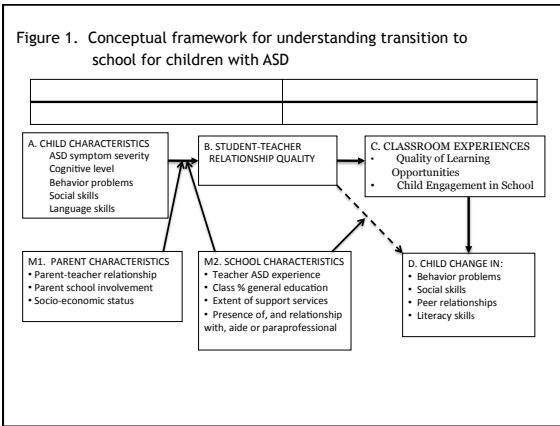 Figure 1. Conceptual framework for understanding transition to
school for children with ASD
A. CHILD CHARACTERISTICS
ASD symptom severity
Cognitive level
Behavior problems
Social skills
Language skills
B. STUDENT-TEACHER
RELATIONSHIP QUALITY
C. CLASSROOM EXPERIENCES
• Quality of Learning
Opportunities
• Child Engagement in School
M1. PARENT CHARACTERISTICS
• Parent-teacher relationship
• Parent school involvement
• Socio-economic status
M2. SCHOOL CHARACTERISTICS
• Teacher ASD experience
• Class % general education
• Extent of support services
• Presence of, and relationship
with, aide or paraprofessional
D. CHILD CHANGE IN:
• Behavior problems
• Social skills
• Peer relationships
• Literacy skills